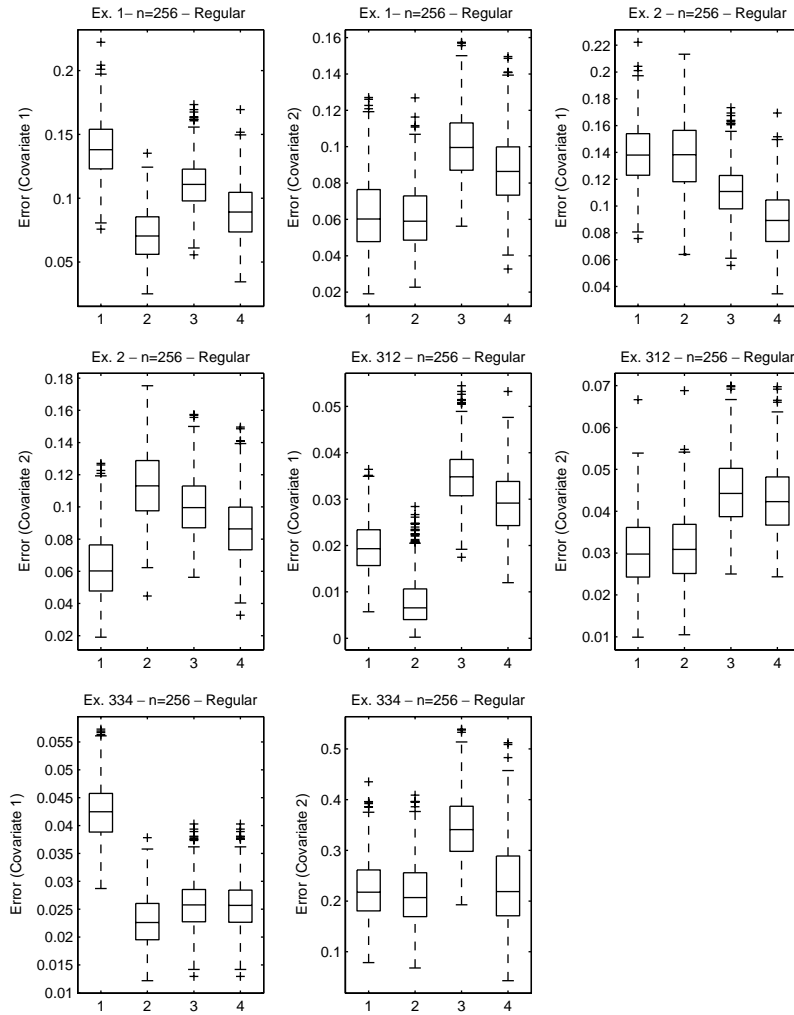 Ex. 1– n=256 – Regular
Error (Covariate 1)
0.2
0.15
0.1
0.05
1 2 3 4
Ex. 1– n=256 – Regular
Error (Covariate 2)
0.16
0.14
0.12
0.1
0.08
0.06
0.04
0.02
1 2 3 4
Ex. 2 – n=256 – Regular
Error (Covariate 1)
0.22
0.2
0.18
0.16
0.14
0.12
0.1
0.08
0.06
0.04
1 2 3 4
Ex. 2 – n=256 – Regular
Error (Covariate 2)
0.18
0.16
0.14
0.12
0.1
0.08
0.06
0.04
0.02
1 2 3 4
Ex. 312 – n=256 – Regular
Error (Covariate 1)
0.05
0.04
0.03
0.02
0.01
0
1 2 3 4
Ex. 312 – n=256 – Regular
Error (Covariate 2)
0.07
0.06
0.05
0.04
0.03
0.02
0.01
1 2 3 4
Ex. 334 – n=256 – Regular
Error (Covariate 1)
0.055
0.05
0.045
0.04
0.035
0.03
0.025
0.02
0.015
0.01
1 2 3 4
Ex. 334 – n=256 – Regular
Error (Covariate 2)
0.5
0.4
0.3
0.2
0.1
1 2 3 4